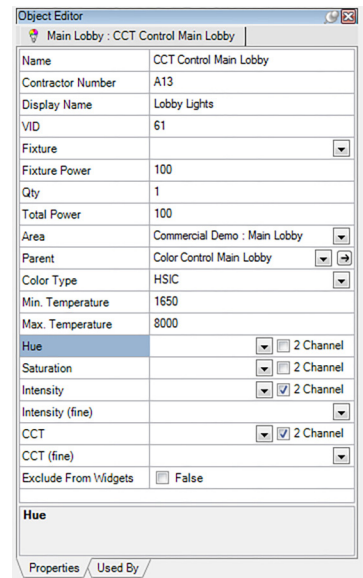 Object Editor
Main Lobby : CCT Control Main Lobby
Name CCT Control Main Lobby
Contractor Number A13
Display Name Lobby Lights
VID 61
Fixture
Fixture Power 100
Qty 1
Total Power 100
Area Commercial Demo : Main Lobby
Parent Color Control Main Lobby
Color Type HSIC
Min. Temperature 1650
Max. Temperature 8000
Hue 2 Channel
Saturation 2 Channel
Intensity 2 Channel
Intensity (fine)
CCT 2 Channel
CCT (fine)
Exclude From Widgets False
Hue
Properties Used By